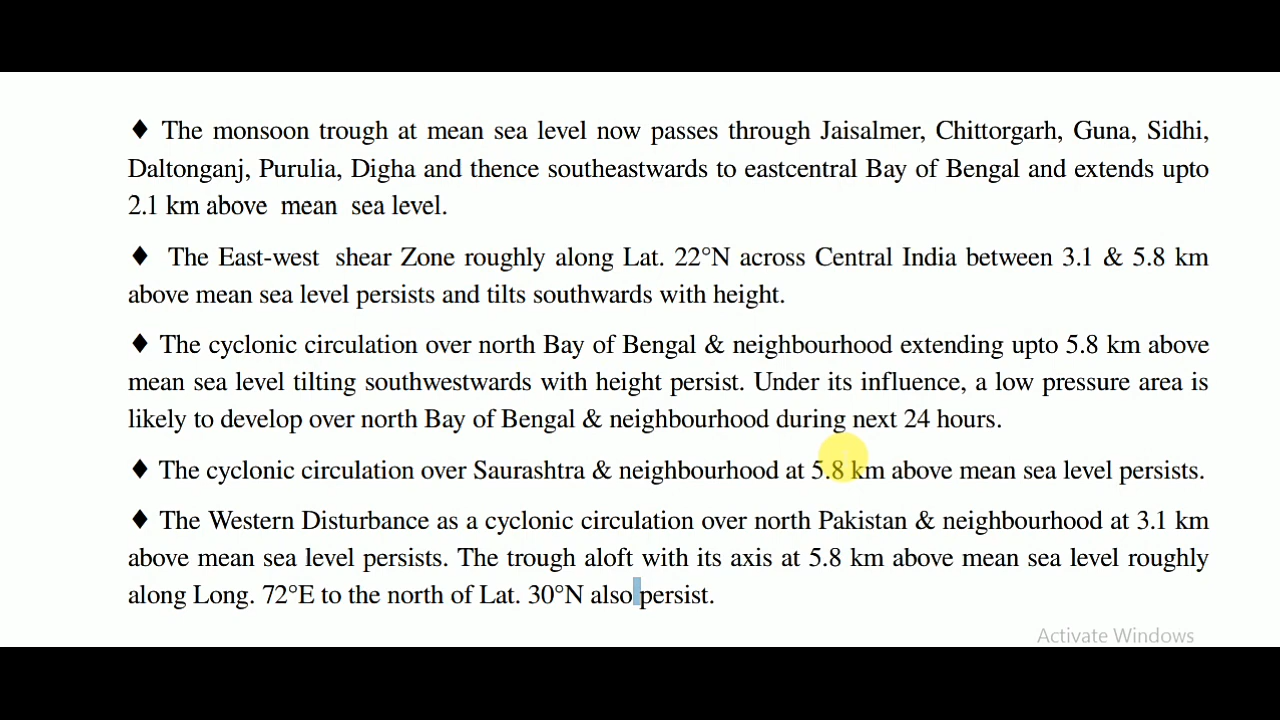 ♦ The monsoon trough at mean sea level now passes through Jaisalmer, Chittorgarh, Guna, Sidhi,
Daltonganj, Purulia, Digha and thence southeastwards to eastcentral Bay of Bengal and extends upto
2.1 km above mean sea level.
♦ The East-west shear Zone roughly along Lat. 22°N across Central India between 3.1 & 5.8 km
above mean sea level persists and tilts southwards with height.
♦ The cyclonic circulation over north Bay of Bengal & neighbourhood extending upto 5.8 km above
mean sea level tilting southwestwards with height persist. Under its influence, a low pressure area is
likely to develop over north Bay of Bengal & neighbourhood during next 24 hours.
♦ The cyclonic circulation over Saurashtra & neighbourhood at 5.8 km above mean sea level persists.
♦ The Western Disturbance as a cyclonic circulation over north Pakistan & neighbourhood at 3.1 km
above mean sea level persists. The trough aloft with its axis at 5.8 km above mean sea level roughly
along Long. 72°E to the north of Lat. 30°N also persist.
Activate Windows